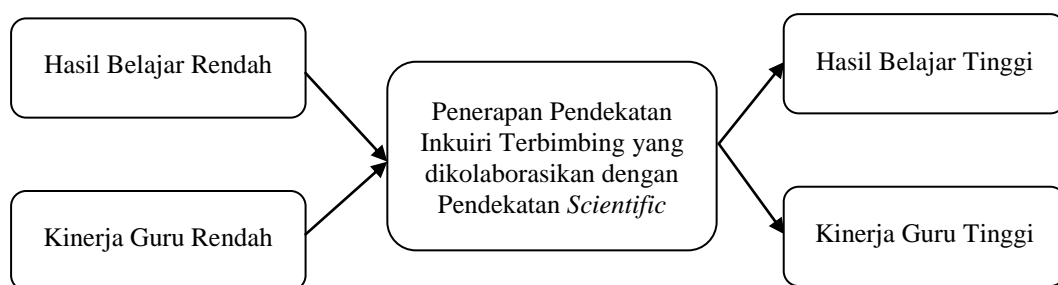 Hasil Belajar Rendah
Kinerja Guru Rendah
Penerapan Pendekatan
Inkuiri Terbimbing yang
dikolaborasikan dengan
Pendekatan Scientific
Hasil Belajar Tinggi
Kinerja Guru Tinggi